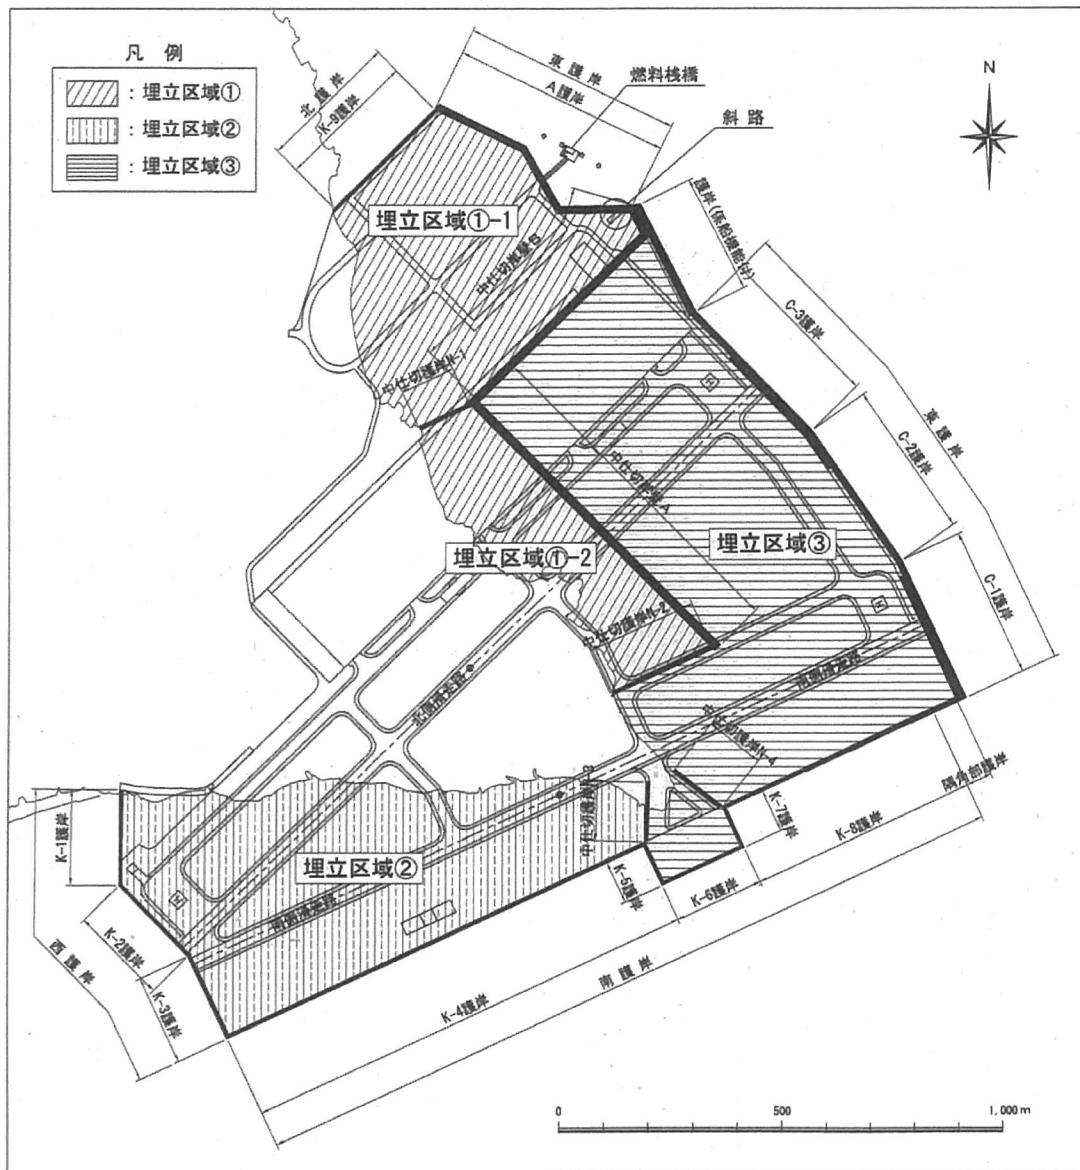 凡 例
：埋立区域①
：埋立区域②
：埋立区域③
北 護 岸
K-9護岸
東 護 岸
A護岸
燃料桟橋
斜 路
N
護岸(係船機能付)
埋立区域①-1
中仕切岸壁B
中仕切護岸N-1
C-3護岸
東 護 岸
C-2護岸
C-1護岸
中仕切岸壁A
埋立区域①-2
埋立区域③
中仕切護岸N-2
北側滑走路
南側滑走路
中仕切護岸N-4
中仕切護岸N-3
隅角部護岸
K-7護岸
K-8護岸
K-1護岸
埋立区域②
H
H
H
南側滑走路
K-5護岸
K-6護岸
K-2護岸
西 護 岸
K-3護岸
K-4護岸
南 護 岸
0 500 1,000m